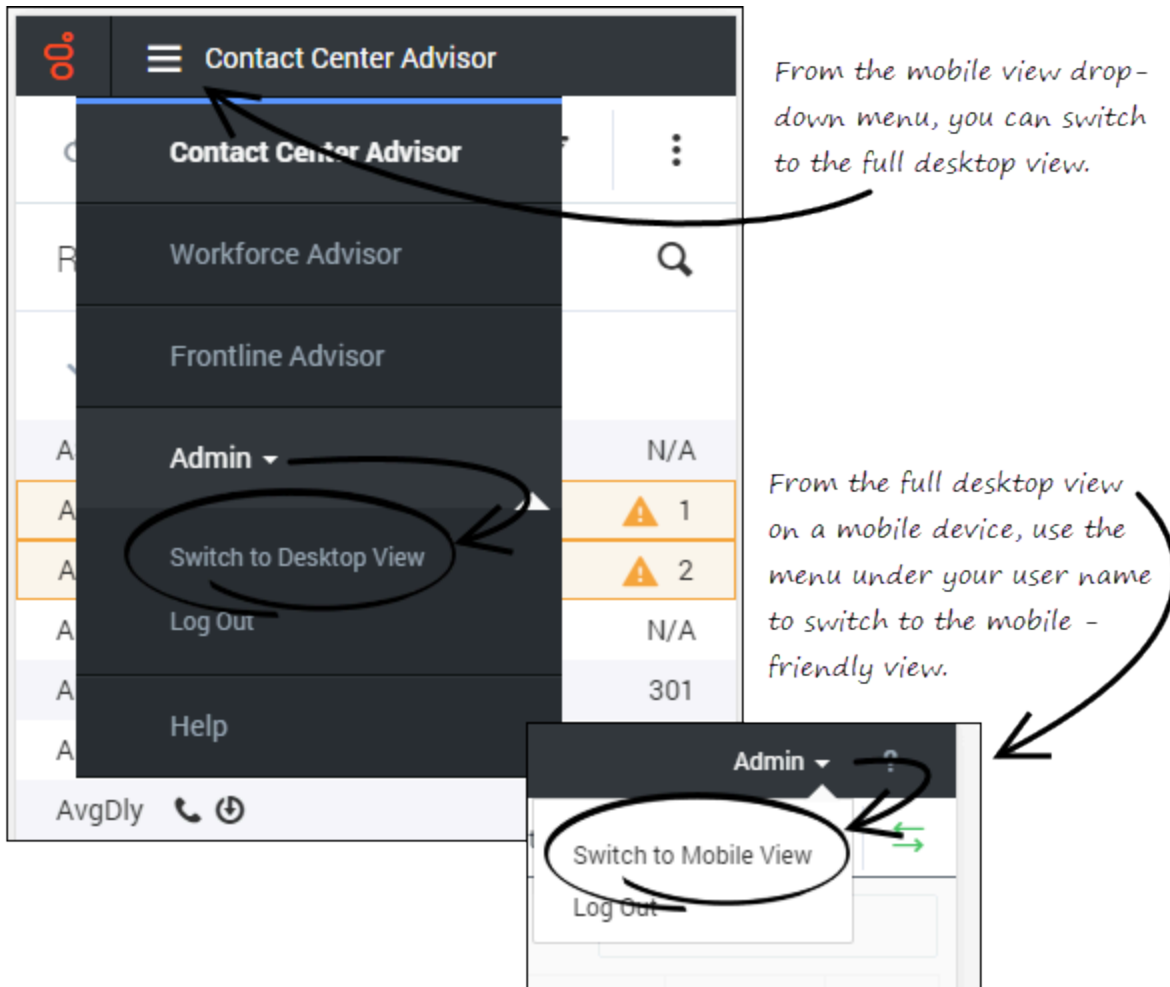 Contact Center Advisor
From the mobile view drop-
down menu, you can switch
to the full desktop view.
Contact Center Advisor
R
Workforce Advisor
Frontline Advisor
A
N/A
Admin
A
1
A
Switch to Desktop View
2
A
Log Out
N/A
A
301
A
Help
AvgDly
From the full desktop view
on a mobile device, use the
menu under your user name
to switch to the mobile -
friendly view.
Admin
?
Switch to Mobile View
Log Out